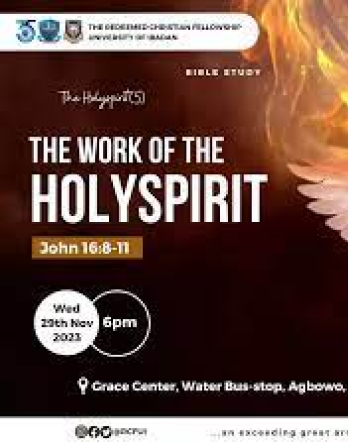 THE REDEEMED CHRISTIAN FELLOWSHIP
UNIVERSITY OF IBADAN
BIBLE STUDY
The Holyspirit(5)
THE WORK OF THE
HOLYSPIRIT
John 16:8-11
Wed
29th Nov
2023
6pm
Grace Center, Water Bus-stop, Agbowo,
@RCFUI
...an exceeding great ar